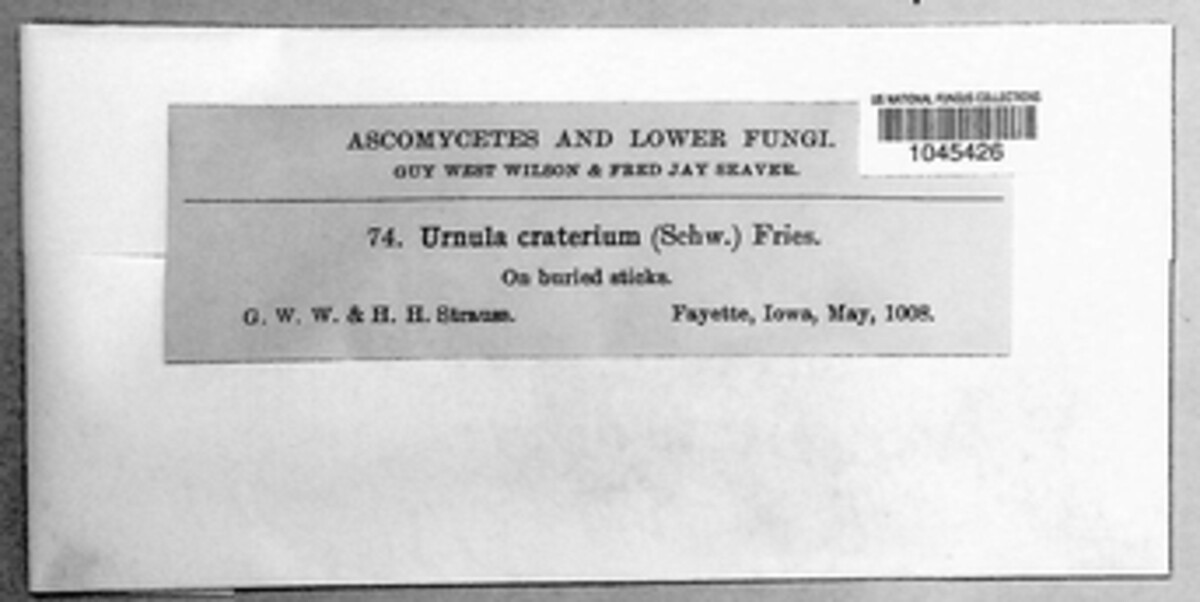 US NATIONAL FUNGUS COLLECTIONS
1045426
ASCOMYCETES AND LOWER FUNGI.
GUY WEST WILSON & FRED JAY SEAVER.
74. Urnula craterium (Schw.) Fries.
On buried sticks.
G. W. W. & H. H. Strauss. Fayette, Iowa, May, 1008.